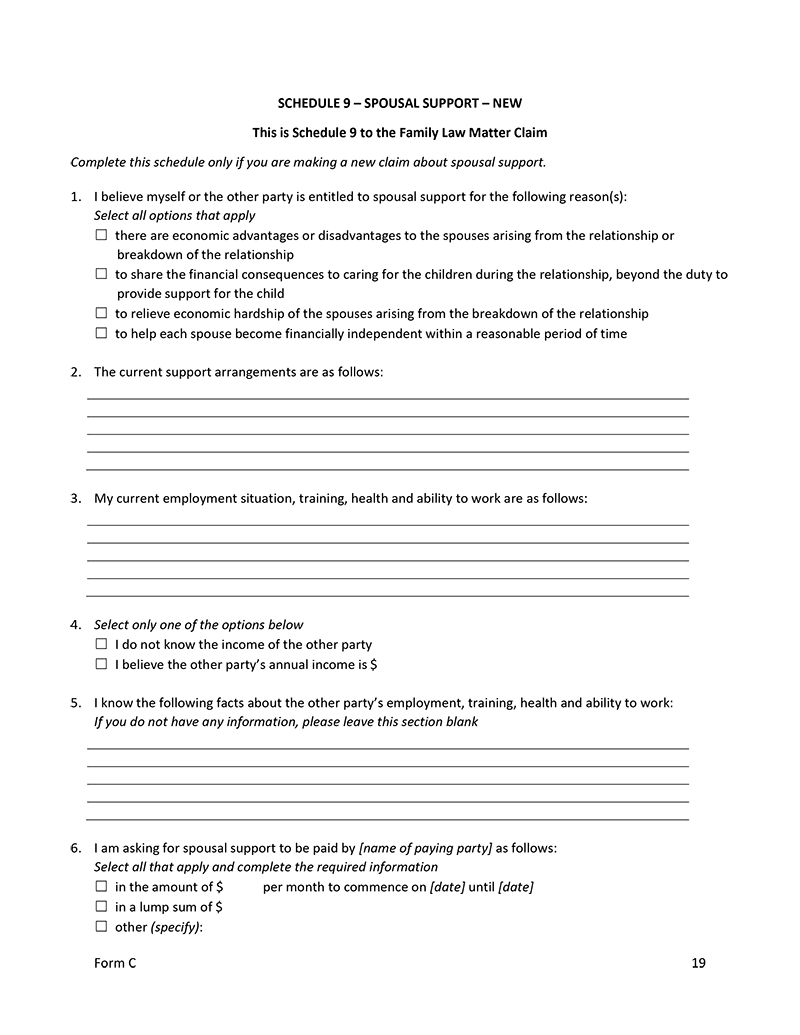 SCHEDULE 9 – SPOUSAL SUPPORT – NEW
This is Schedule 9 to the Family Law Matter Claim
Complete this schedule only if you are making a new claim about spousal support.
1. I believe myself or the other party is entitled to spousal support for the following reason(s):
Select all options that apply
☐ there are economic advantages or disadvantages to the spouses arising from the relationship or
breakdown of the relationship
☐ to share the financial consequences to caring for the children during the relationship, beyond the duty to
provide support for the child
☐ to relieve economic hardship of the spouses arising from the breakdown of the relationship
☐ to help each spouse become financially independent within a reasonable period of time
2. The current support arrangements are as follows:
3. My current employment situation, training, health and ability to work are as follows:
4. Select only one of the options below
☐ I do not know the income of the other party
☐ I believe the other party’s annual income is $
5. I know the following facts about the other party’s employment, training, health and ability to work:
If you do not have any information, please leave this section blank
6. I am asking for spousal support to be paid by [name of paying party] as follows:
Select all that apply and complete the required information
☐ in the amount of $ per month to commence on [date] until [date]
☐ in a lump sum of $
☐ other (specify):
Form C 19